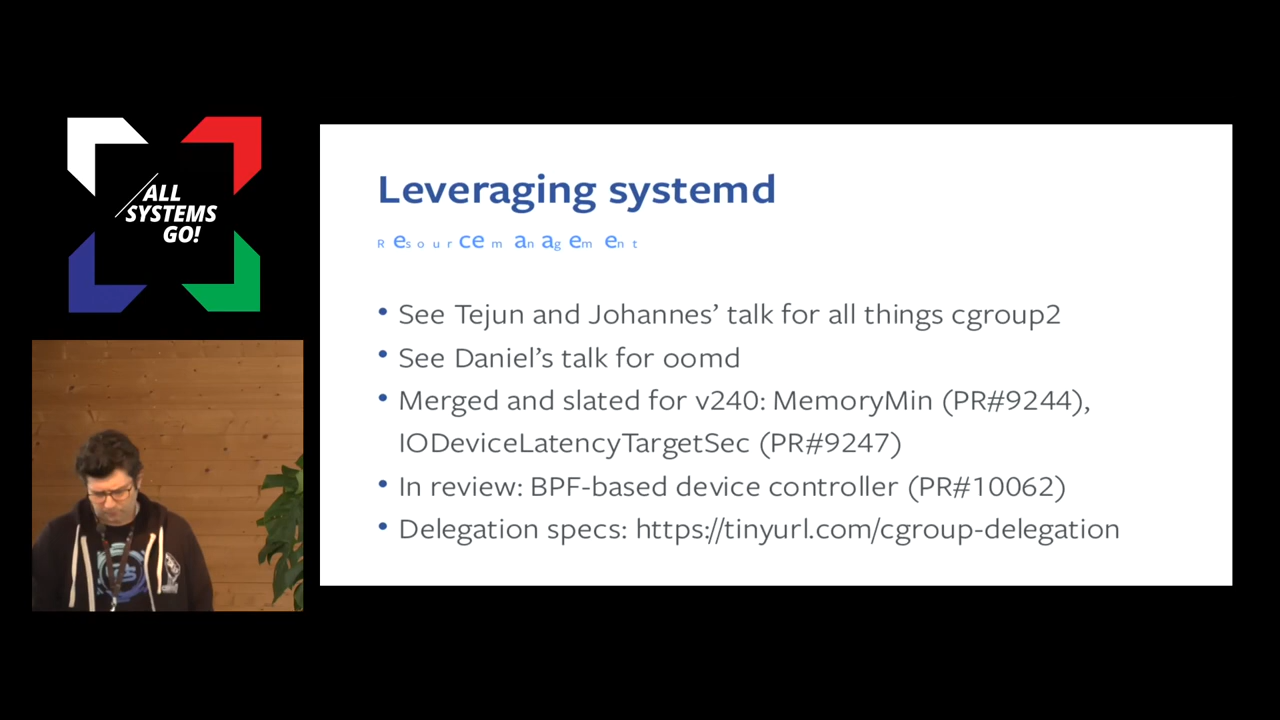 /ALL
SYSTEMS
GO!
Leveraging systemd
Resource management
• See Tejun and Johannes’ talk for all things cgroup2
• See Daniel’s talk for oomd
• Merged and slated for v240: MemoryMin (PR#9244),
IODeviceLatencyTargetSec (PR#9247)
• In review: BPF-based device controller (PR#10062)
• Delegation specs: https://tinyurl.com/cgroup-delegation